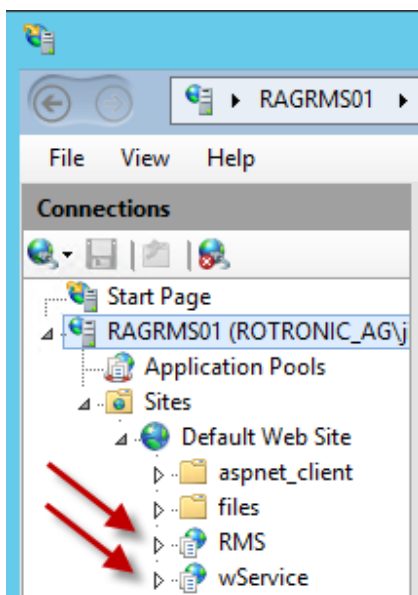 RAGRMS01
File View Help
Connections
Start Page
RAGRMS01 (ROTRONIC_AG\j
Application Pools
Sites
Default Web Site
aspnet_client
files
RMS
wService